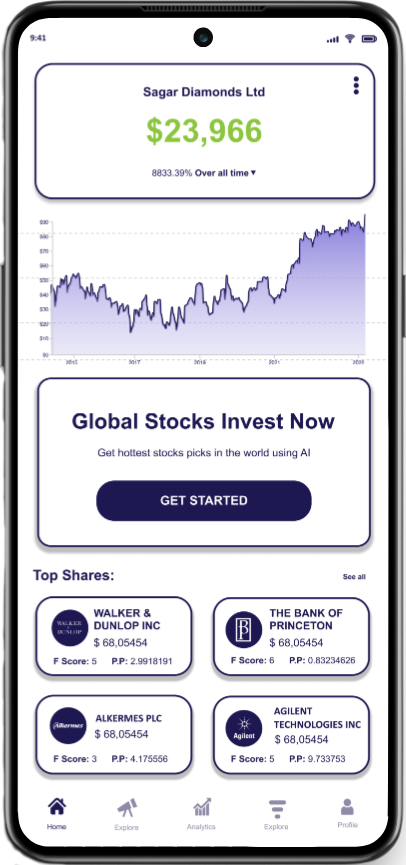 9:41
Sagar Diamonds Ltd
$23,966
8833.39% Over all time ▾
$90
$80
$70
$60
$50
$40
$30
$20
$10
$0
2015 2017 2019 2021 2023
Global Stocks Invest Now
Get hottest stocks picks in the world using AI
GET STARTED
Top Shares: See all
WALKER & DUNLOP
WALKER &
DUNLOP INC
$ 68,05454
F Score: 5 P.P: 2.9918191
THE BANK OF
PRINCETON
$ 68,05454
F Score: 6 P.P: 0.83234626
Alkermes
ALKERMES PLC
$ 68,05454
F Score: 3 P.P: 4.175556
Agilent
AGILENT
TECHNOLOGIES INC
$ 68,05454
F Score: 5 P.P: 9.733753
Home Explore Analytics Explore Profile